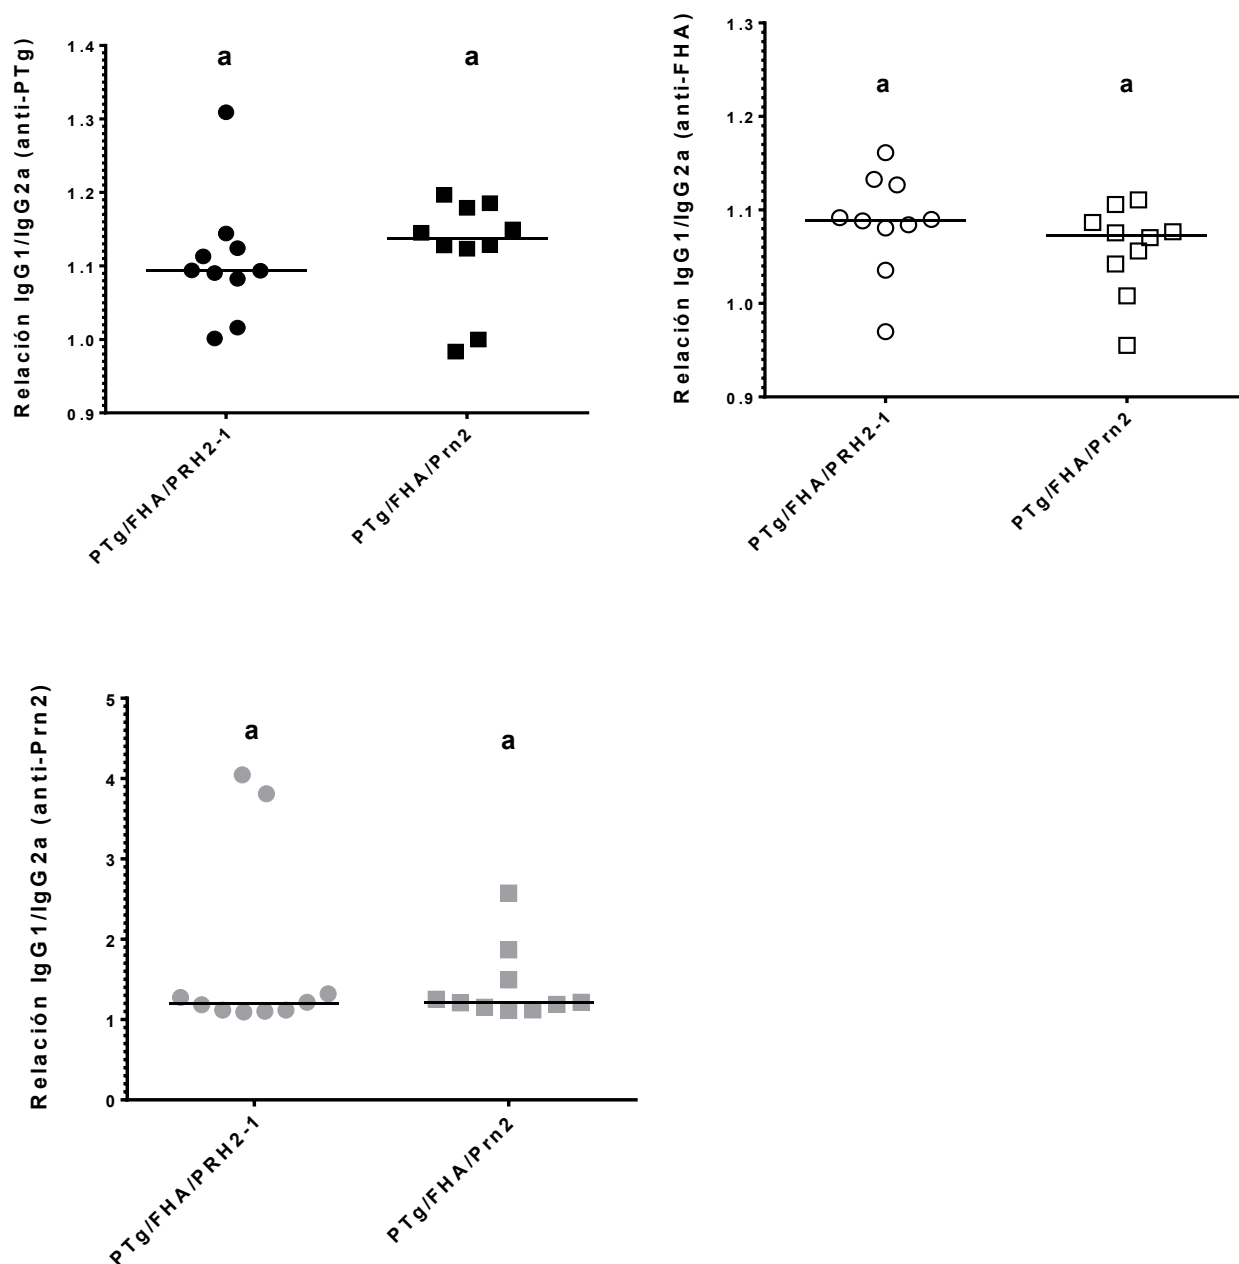 Relación IgG1/IgG2a (anti-PTg)
1.4
1.3
1.2
1.1
1.0
0.9
a
a
PTg/FHA/PRH2-1
PTg/FHA/Prn2
Relación IgG1/IgG2a (anti-FHA)
1.3
1.2
1.1
1.0
0.9
a
a
PTg/FHA/PRH2-1
PTg/FHA/Prn2
Relación IgG1/IgG2a (anti-Prn2)
5
4
3
2
1
0
a
a
PTg/FHA/PRH2-1
PTg/FHA/Prn2